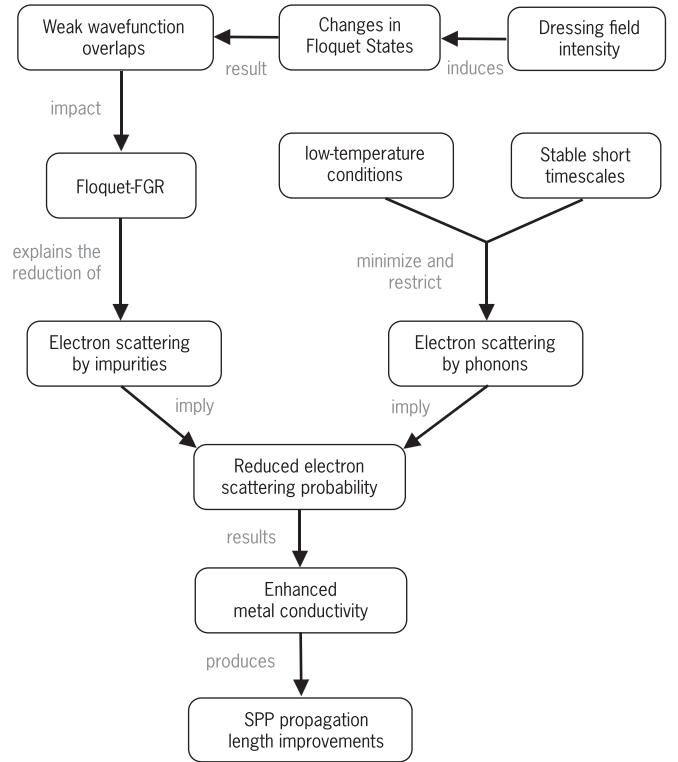 Weak wavefunction
overlaps
Changes in
Floquet States
Dressing field
intensity
result
induces
impact
Floquet-FGR
low-temperature
conditions
Stable short
timescales
explains the
reduction of
minimize and
restrict
Electron scattering
by impurities
Electron scattering
by phonons
imply
imply
Reduced electron
scattering probability
results
Enhanced
metal conductivity
produces
SPP propagation
length improvements